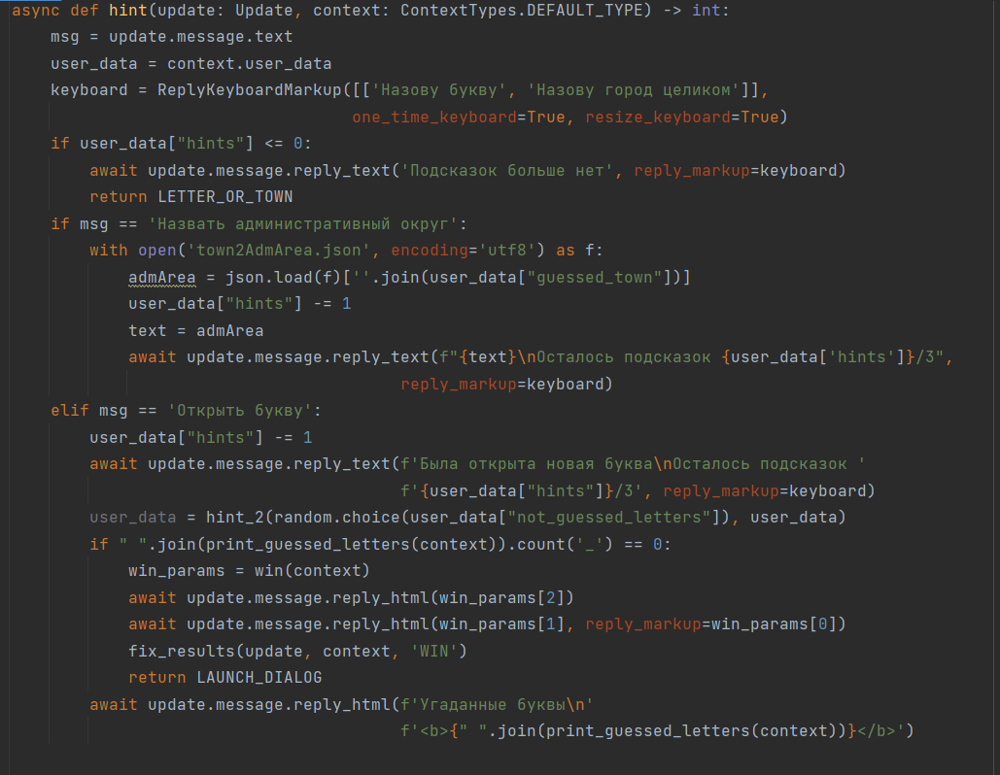 async def hint(update: Update, context: ContextTypes.DEFAULT_TYPE) -> int:
    msg = update.message.text
    user_data = context.user_data
    keyboard = ReplyKeyboardMarkup([['Назову букву', 'Назову город целиком']],
                                   one_time_keyboard=True, resize_keyboard=True)
    if user_data["hints"] <= 0:
        await update.message.reply_text('Подсказок больше нет', reply_markup=keyboard)
        return LETTER_OR_TOWN
    if msg == 'Назвать административный округ':
        with open('town2AdmArea.json', encoding='utf8') as f:
            admArea = json.load(f)[''.join(user_data["guessed_town"])]
            user_data["hints"] -= 1
            text = admArea
            await update.message.reply_text(f"{text}\nОсталось подсказок {user_data['hints']}/3",
                                        reply_markup=keyboard)
    elif msg == 'Открыть букву':
        user_data["hints"] -= 1
        await update.message.reply_text(f'Была открыта новая буква\nОсталось подсказок '
                                        f'{user_data["hints"]}/3', reply_markup=keyboard)
        user_data = hint_2(random.choice(user_data["not_guessed_letters"]), user_data)
        if " ".join(print_guessed_letters(context)).count('_') == 0:
            win_params = win(context)
            await update.message.reply_html(win_params[2])
            await update.message.reply_html(win_params[1], reply_markup=win_params[0])
            fix_results(update, context, 'WIN')
            return LAUNCH_DIALOG
        await update.message.reply_html(f'Угаданные буквы\n'
                                        f'<b>{" ".join(print_guessed_letters(context))}</b>')